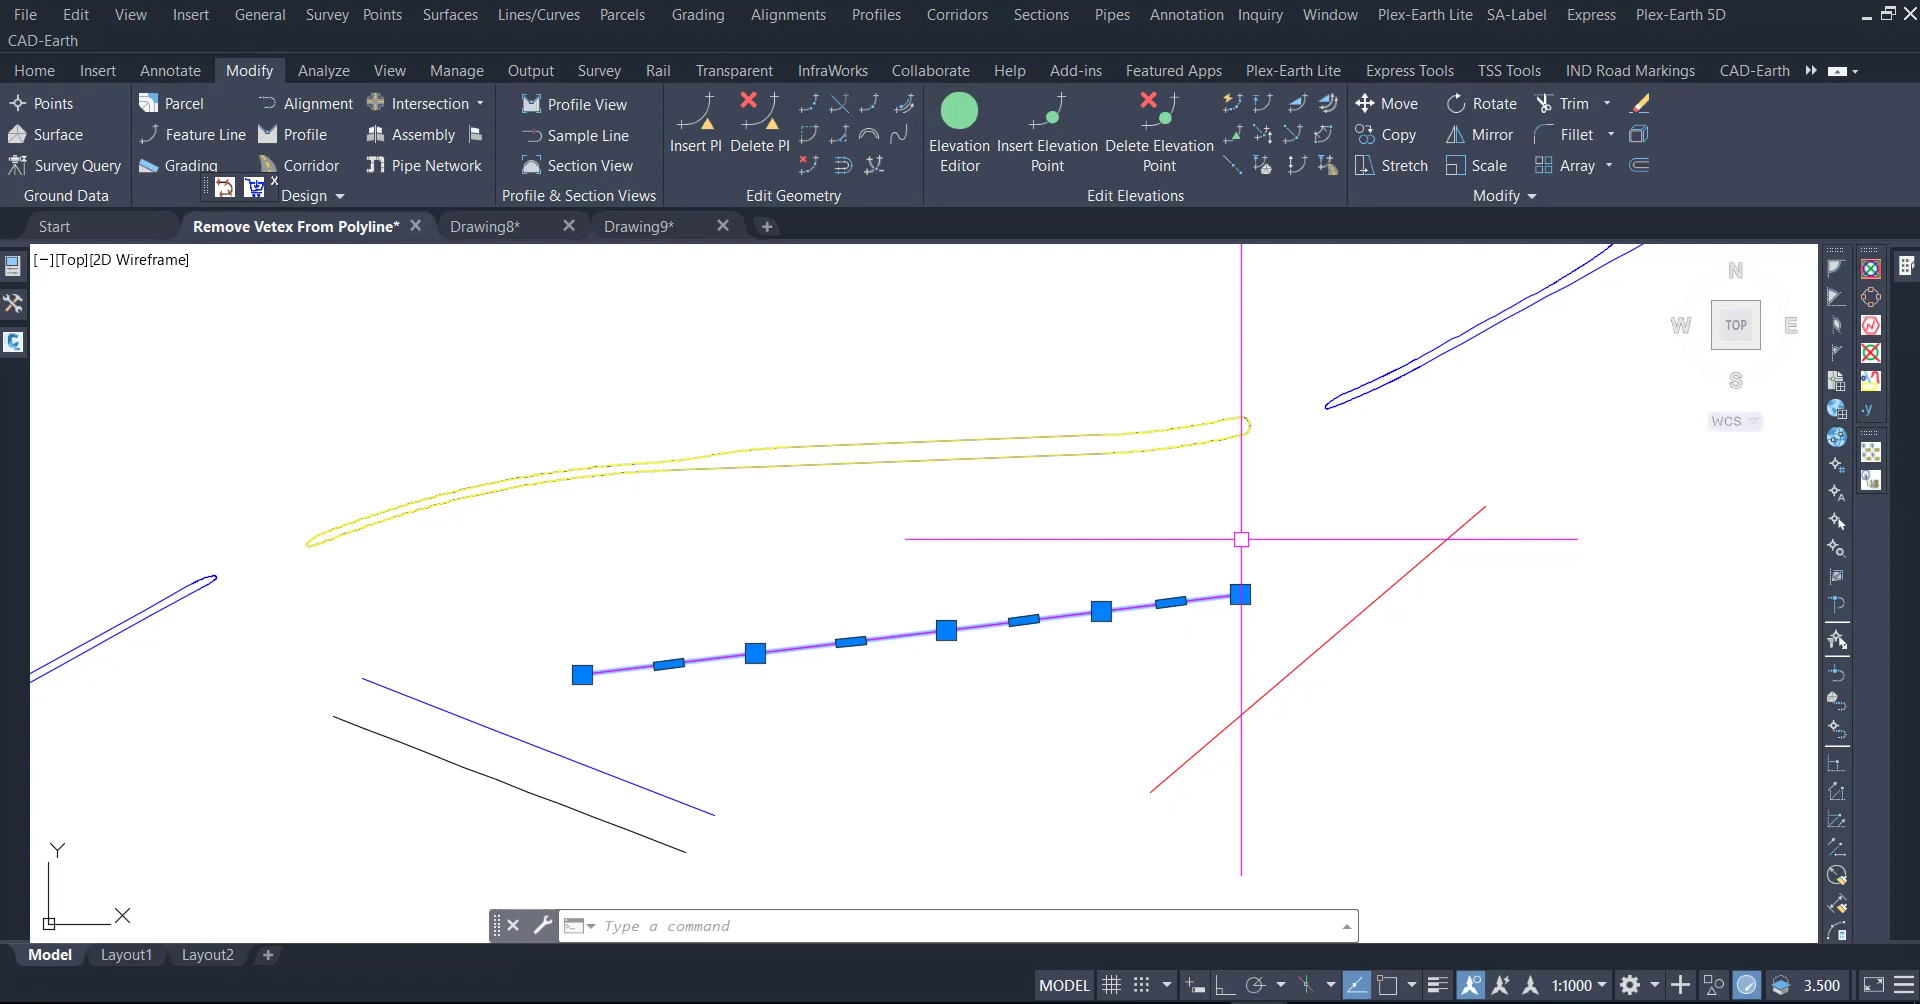 File Edit View Insert General Survey Points Surfaces Lines/Curves Parcels Grading Alignments Profiles Corridors Sections Pipes Annotation Inquiry Window Plex-Earth Lite SA-Label Express Plex-Earth 5D
CAD-Earth
Home Insert Annotate Modify Analyze View Manage Output Survey Rail Transparent InfraWorks Collaborate Help Add-ins Featured Apps Plex-Earth Lite Express Tools TSS Tools IND Road Markings CAD-Earth
Points Parcel Alignment Intersection Profile View Move Rotate Trim
Surface Feature Line Profile Assembly Sample Line Insert PI Delete PI Elevation Editor Insert Elevation Point Delete Elevation Point Copy Mirror Fillet
Survey Query Grading Corridor Pipe Network Section View Stretch Scale Array
Ground Data Design Profile & Section Views Edit Geometry Edit Elevations Modify
Start Remove Vetex From Polyline* Drawing8* Drawing9*
[−][Top][2D Wireframe]
N
W TOP E
S
WCS
Y
X
Type a command
Model Layout1 Layout2
MODEL 1:1000 3.500